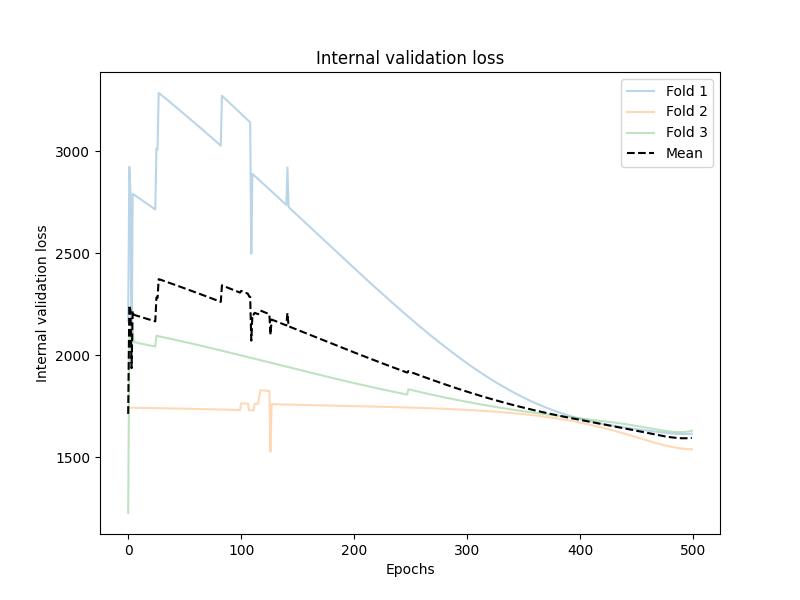 Internal validation loss
Fold 1
Fold 2
Fold 3
Mean
Internal validation loss
3000
2500
2000
1500
0 100 200 300 400 500
Epochs